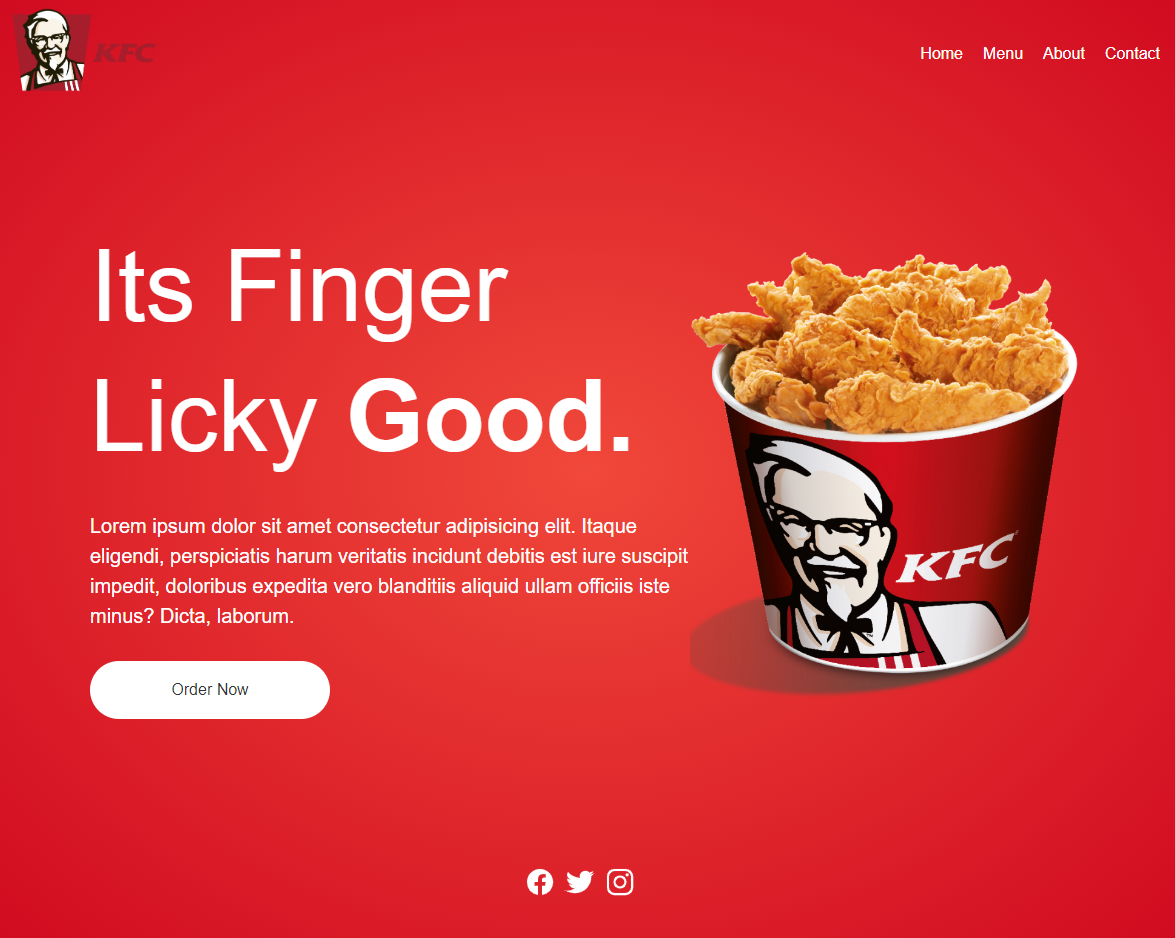 KFC
Home Menu About Contact
Its Finger
Licky Good.
Lorem ipsum dolor sit amet consectetur adipisicing elit. Itaque
eligendi, perspiciatis harum veritatis incidunt debitis est iure suscipit
impedit, doloribus expedita vero blanditiis aliquid ullam officiis iste
minus? Dicta, laborum.
Order Now
KFC